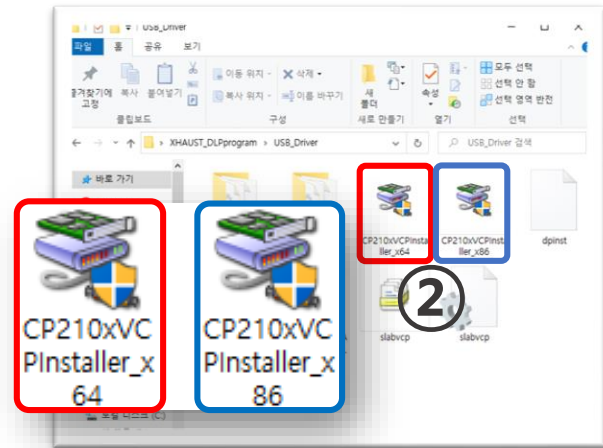 USB_Driver
파일 홈 공유 보기
즐겨찾기에 고정
복사
붙여넣기
이동 위치
삭제
복사 위치
이름 바꾸기
새 폴더
속성
모두 선택
선택 안 함
선택 영역 반전
클립보드
구성
새로 만들기
열기
선택
XHAUST_DLPprogram › USB_Driver
USB_Driver 검색
바로 가기
CP210xVCPInsta
ller_x64
CP210xVCPInst
ller_x86
dpinst
CP210xVC
PInstaller_x
64
CP210xVC
PInstaller_x
86
②
slabvcp
slabvcp